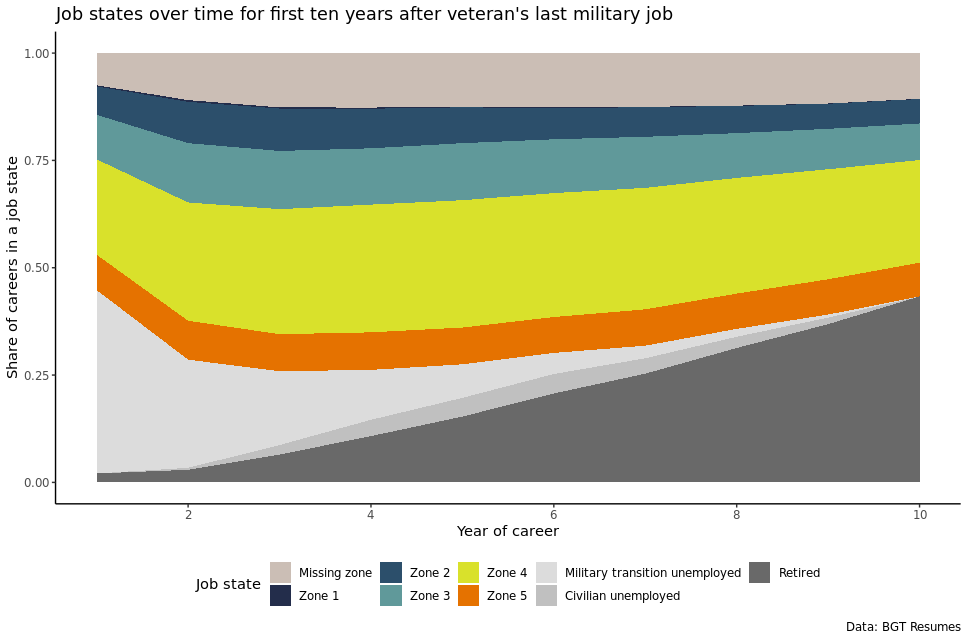 Job states over time for first ten years after veteran's last military job
Share of careers in a job state
1.00
0.75
0.50
0.25
0.00
2 4 6 8 10
Year of career
Job state
Missing zone Zone 2 Zone 4 Military transition unemployed Retired
Zone 1 Zone 3 Zone 5 Civilian unemployed
Data: BGT Resumes